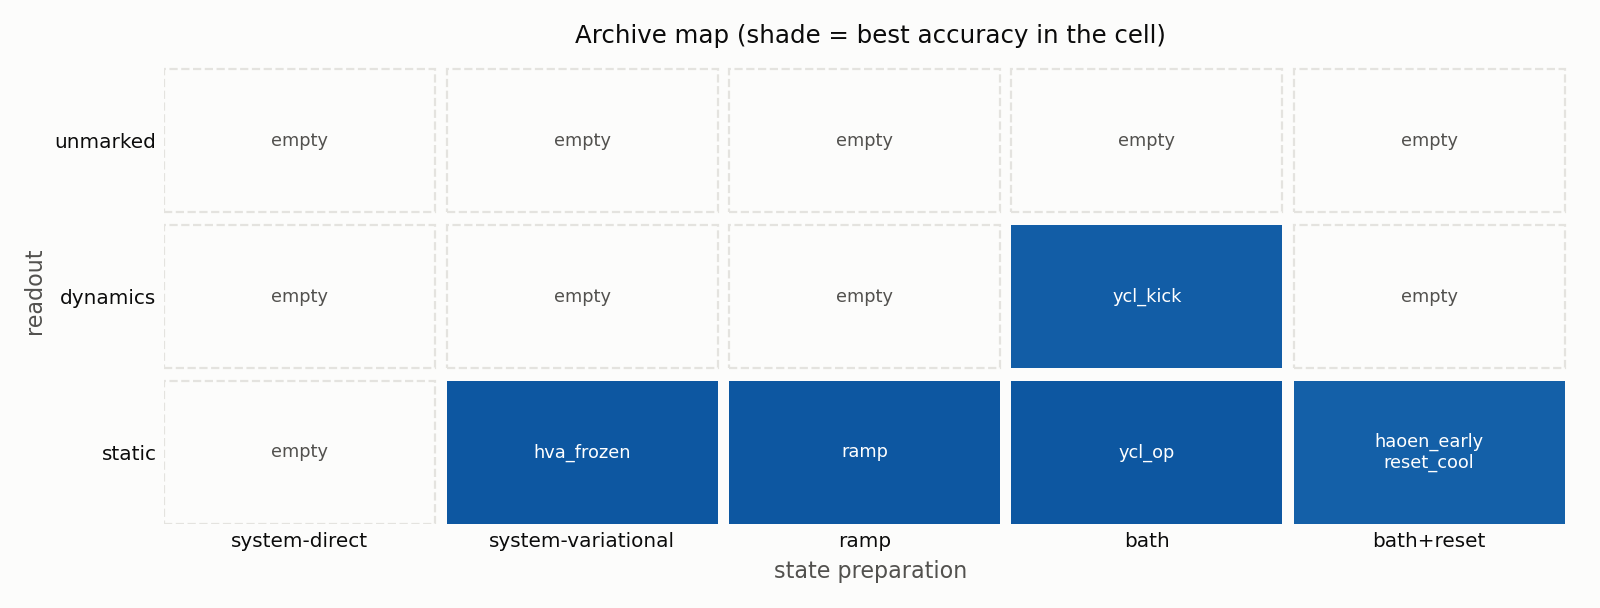 Archive map (shade = best accuracy in the cell)
unmarked
empty
empty
empty
empty
empty
readout
dynamics
empty
empty
empty
ycl_kick
empty
static
empty
hva_frozen
ramp
ycl_op
haoen_early
reset_cool
system-direct
system-variational
ramp
bath
bath+reset
state preparation